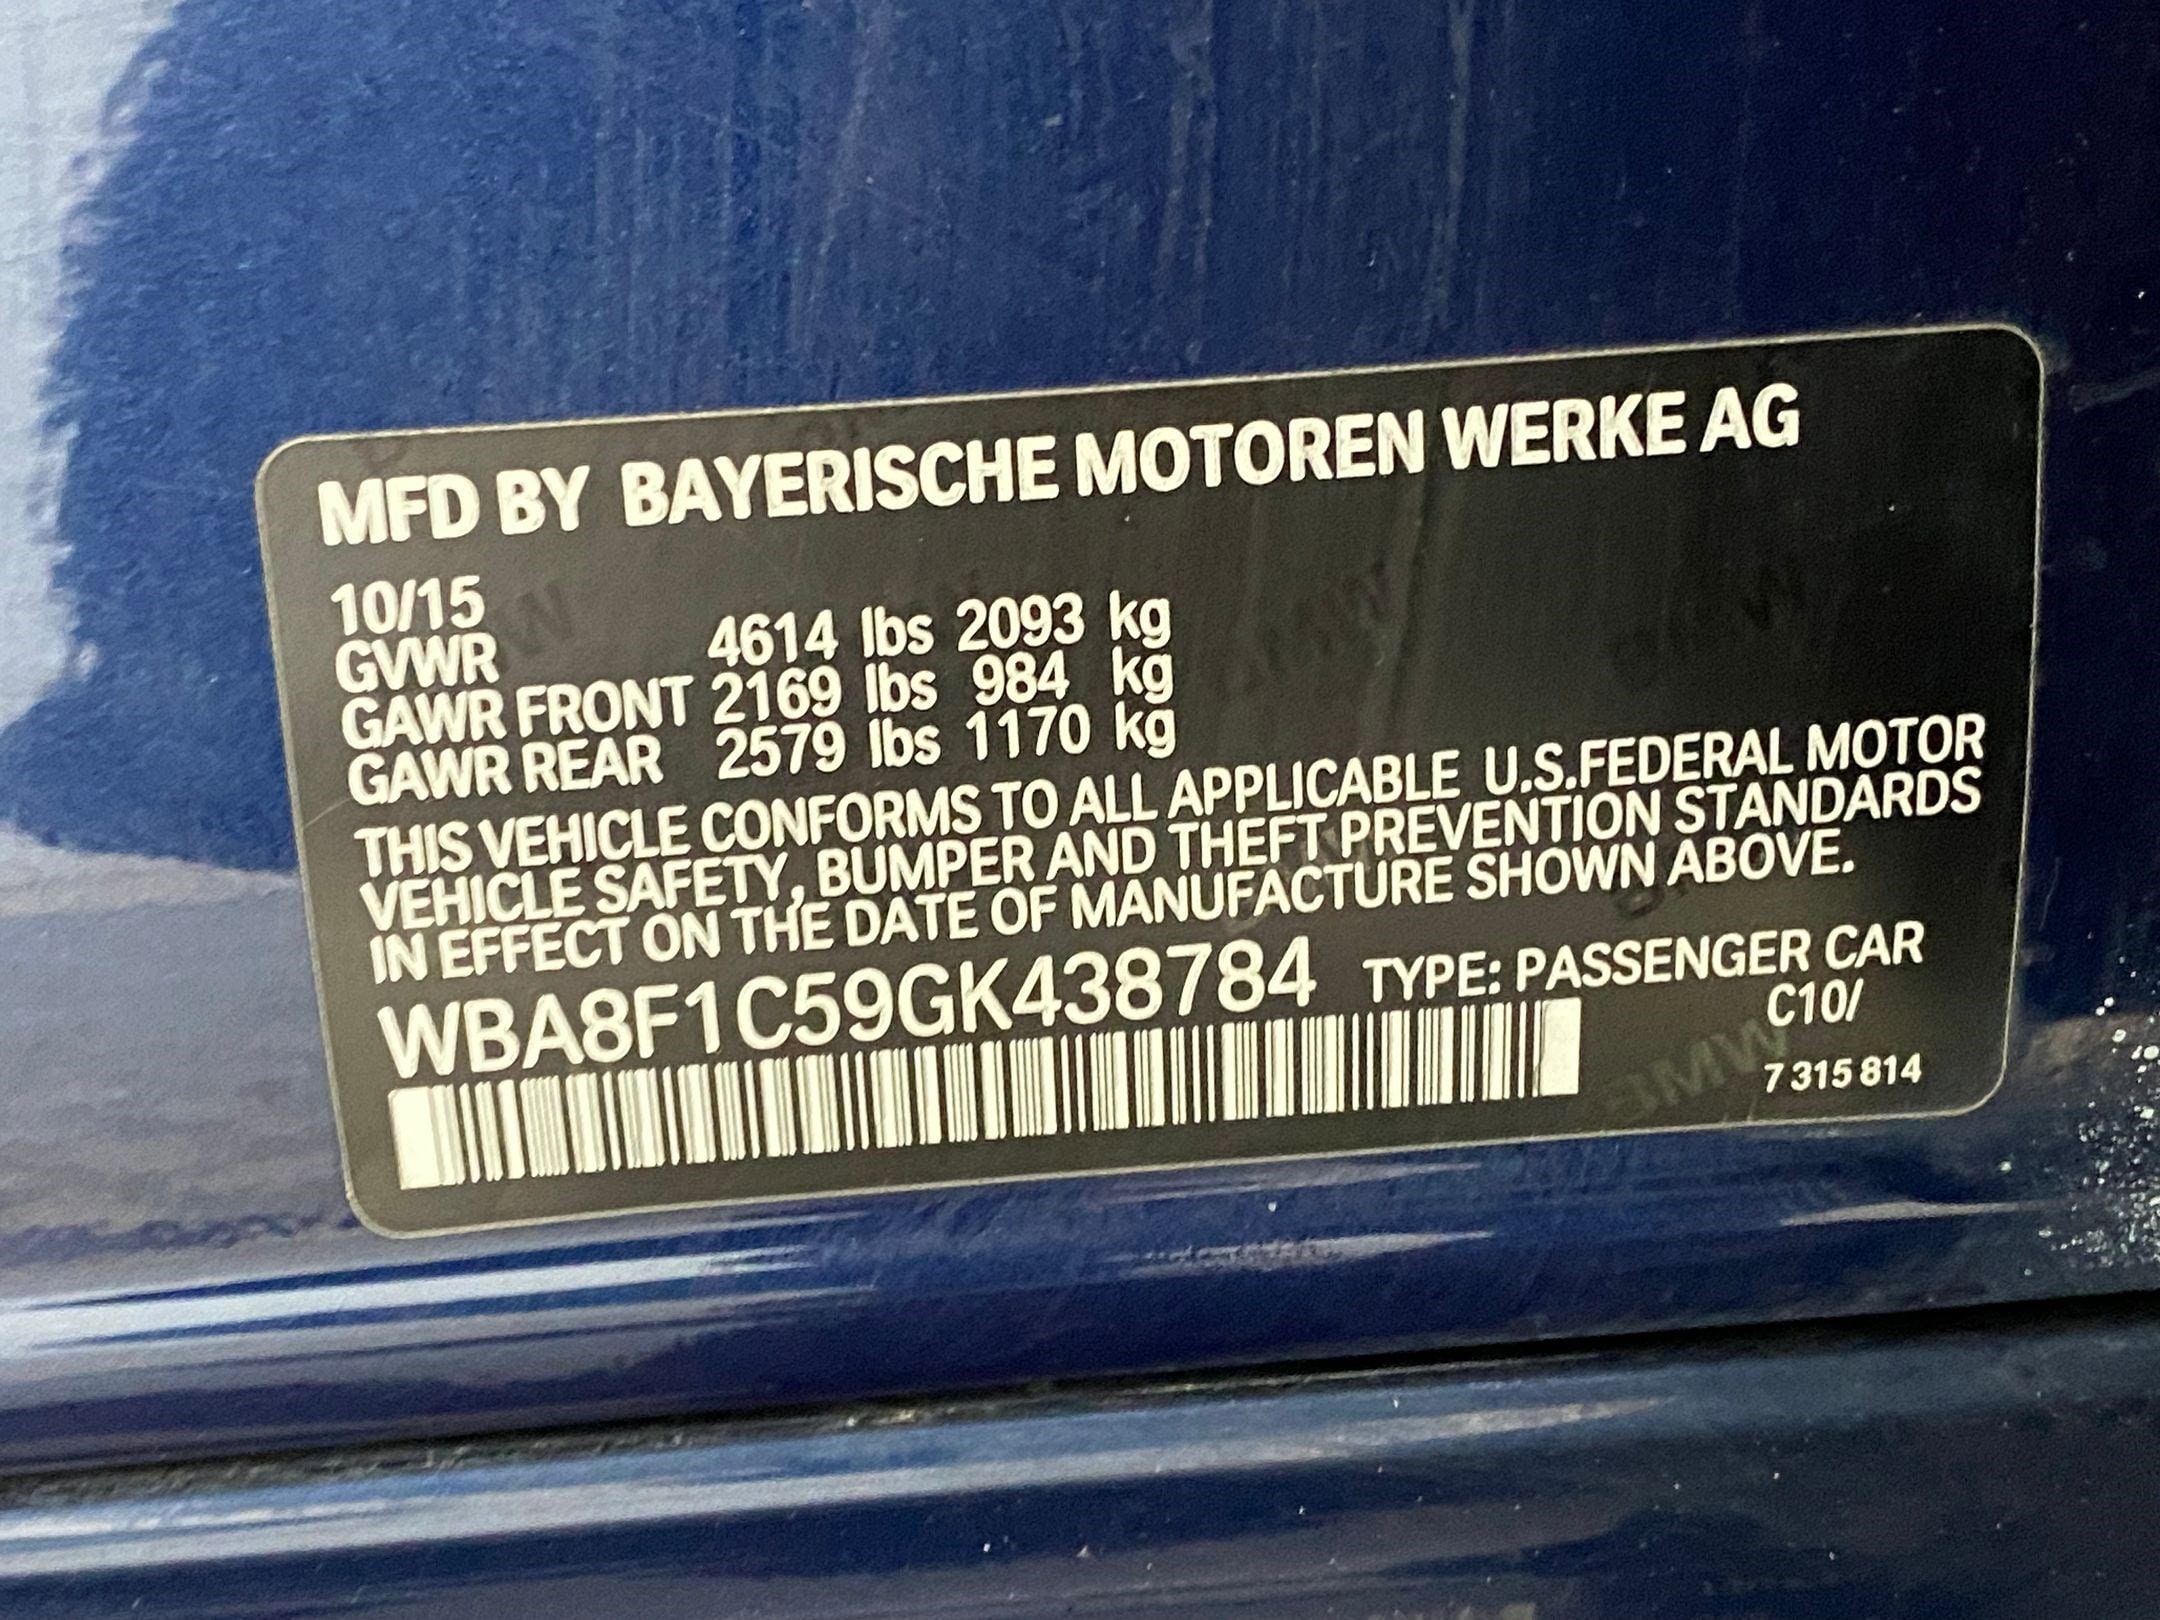 MFD BY BAYERISCHE MOTOREN WERKE AG
10/15
GVWR 4614 lbs 2093 kg
GAWR FRONT 2169 lbs 984 kg
GAWR REAR 2579 lbs 1170 kg
THIS VEHICLE CONFORMS TO ALL APPLICABLE U.S.FEDERAL MOTOR
VEHICLE SAFETY, BUMPER AND THEFT PREVENTION STANDARDS
IN EFFECT ON THE DATE OF MANUFACTURE SHOWN ABOVE.
WBA8F1C59GK438784 TYPE: PASSENGER CAR
C10/
7 315 814
BMW